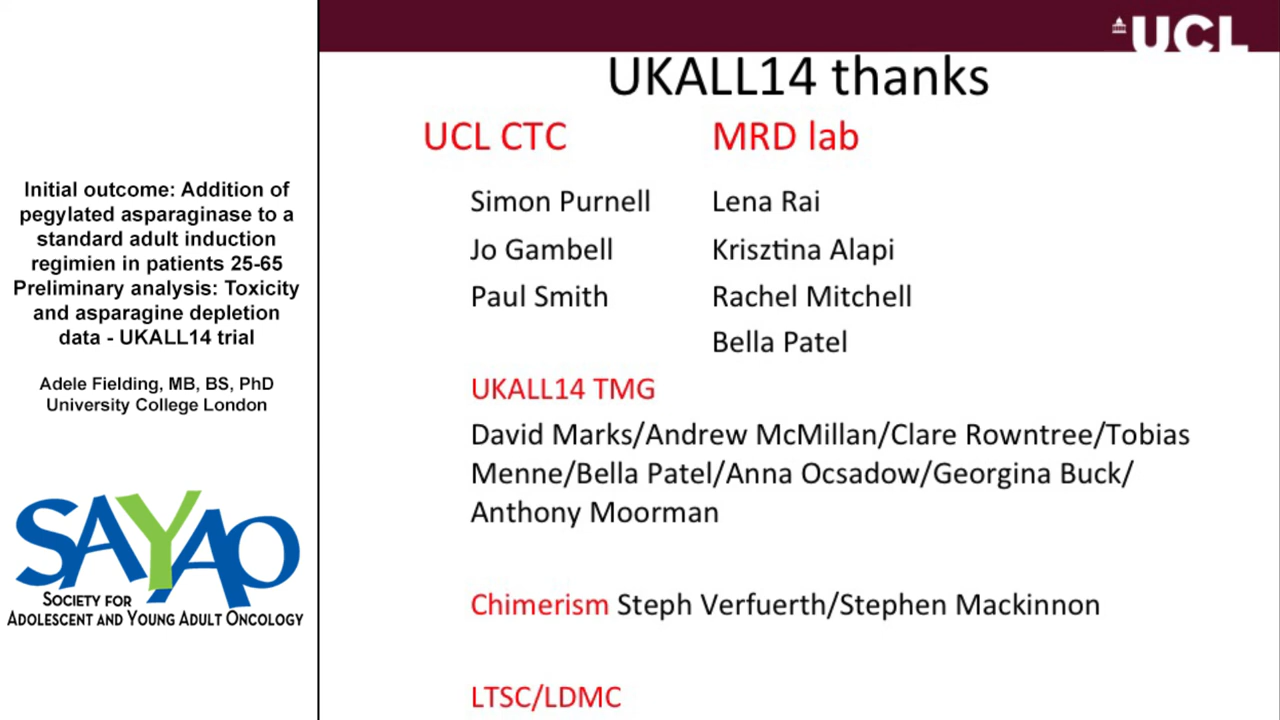 Initial outcome: Addition of
pegylated asparaginase to a
standard adult induction
regimien in patients 25-65
Preliminary analysis: Toxicity
and asparagine depletion
data - UKALL14 trial
Adele Fielding, MB, BS, PhD
University College London
SAYAO
SOCIETY FOR
ADOLESCENT AND YOUNG ADULT ONCOLOGY
UCL
UKALL14 thanks
UCL CTC
Simon Purnell
Jo Gambell
Paul Smith
MRD lab
Lena Rai
Krisztina Alapi
Rachel Mitchell
Bella Patel
UKALL14 TMG
David Marks/Andrew McMillan/Clare Rowntree/Tobias
Menne/Bella Patel/Anna Ocsadow/Georgina Buck/
Anthony Moorman
Chimerism Steph Verfuerth/Stephen Mackinnon
LTSC/LDMC